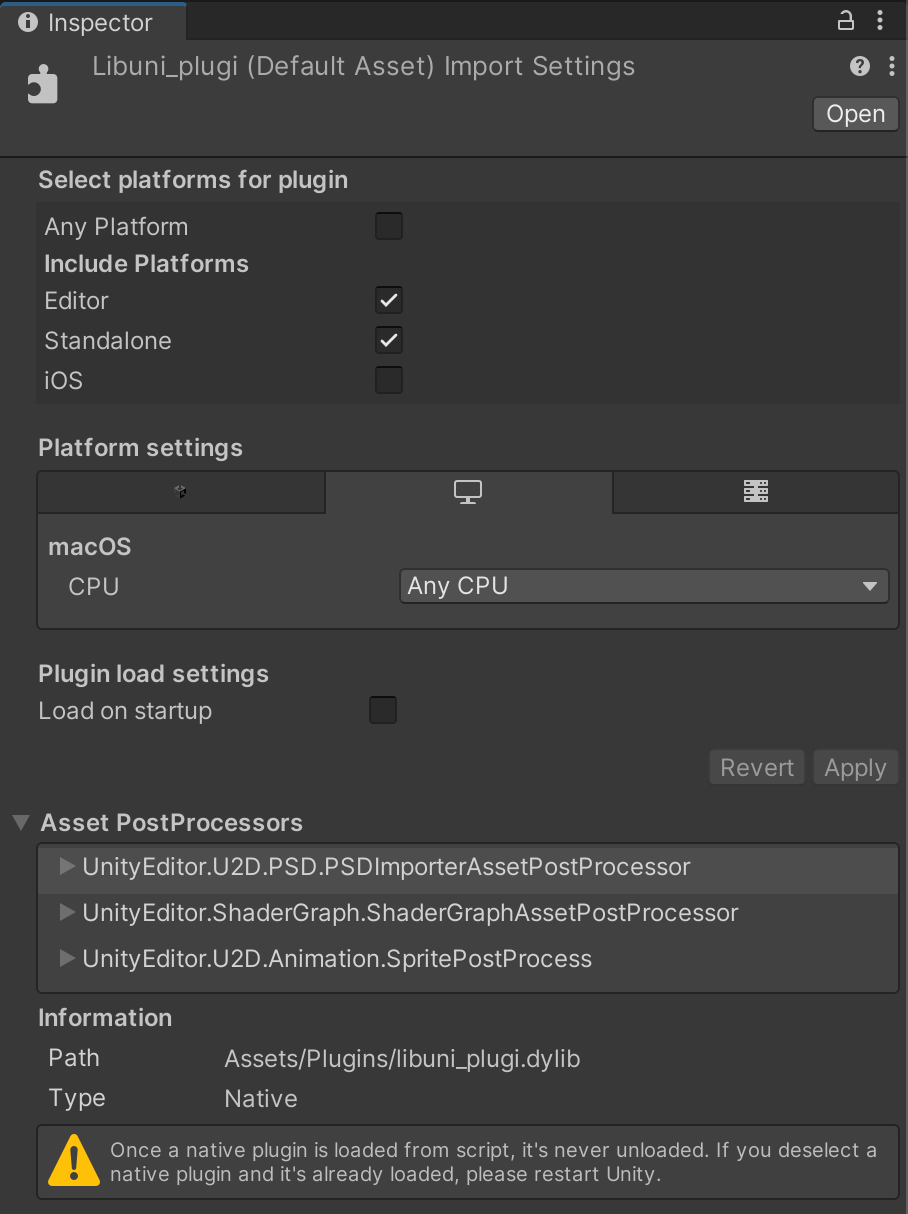 Inspector
Libuni_plugi (Default Asset) Import Settings
Open
Select platforms for plugin
Any Platform
Include Platforms
Editor
Standalone
iOS
Platform settings
macOS
CPU Any CPU
Plugin load settings
Load on startup
Revert Apply
Asset PostProcessors
UnityEditor.U2D.PSD.PSDImporterAssetPostProcessor
UnityEditor.ShaderGraph.ShaderGraphAssetPostProcessor
UnityEditor.U2D.Animation.SpritePostProcess
Information
Path Assets/Plugins/libuni_plugi.dylib
Type Native
Once a native plugin is loaded from script, it's never unloaded. If you deselect a
native plugin and it's already loaded, please restart Unity.